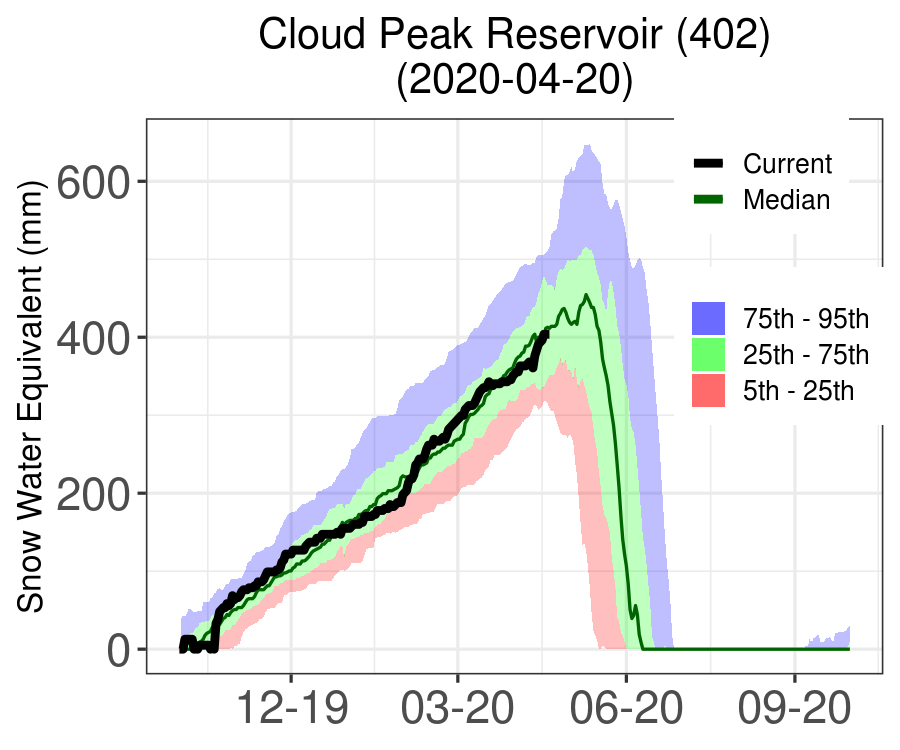 Cloud Peak Reservoir (402)
(2020-04-20)
Snow Water Equivalent (mm)
600
400
200
0
12-19
03-20
06-20
09-20
Current
Median
75th - 95th
25th - 75th
5th - 25th